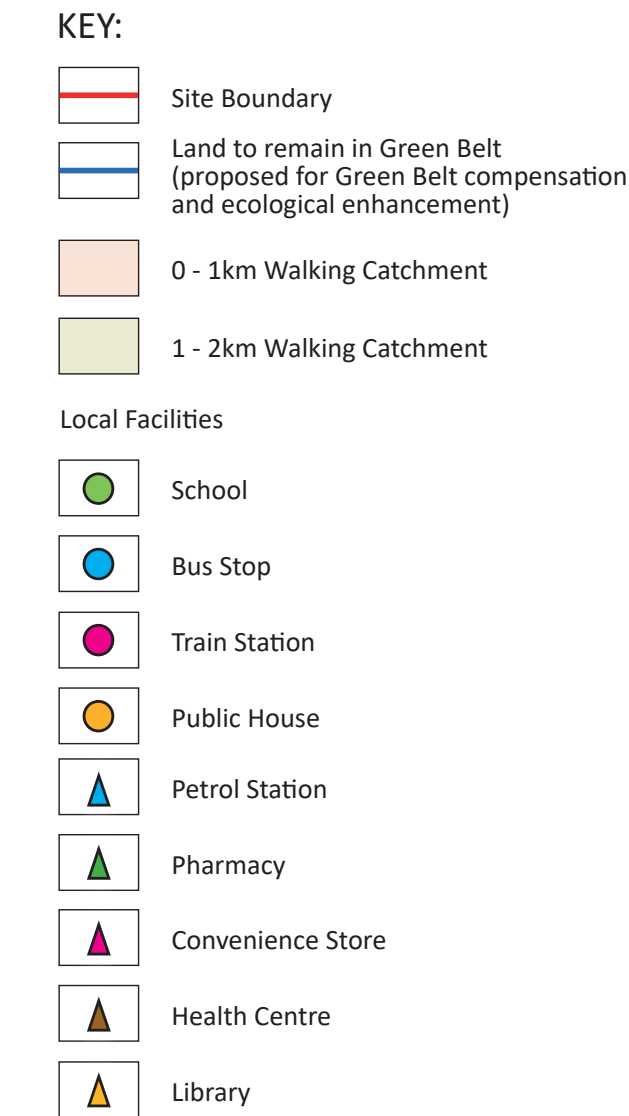 KEY:
Site Boundary
Land to remain in Green Belt
(proposed for Green Belt compensation
and ecological enhancement)
0 - 1km Walking Catchment
1 - 2km Walking Catchment
Local Facilities
School
Bus Stop
Train Station
Public House
Petrol Station
Pharmacy
Convenience Store
Health Centre
Library